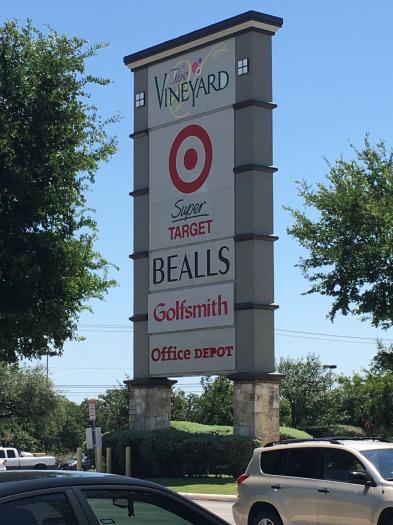 The
VINEYARD
Super
TARGET
BEALLS
Golfsmith
Office DEPOT